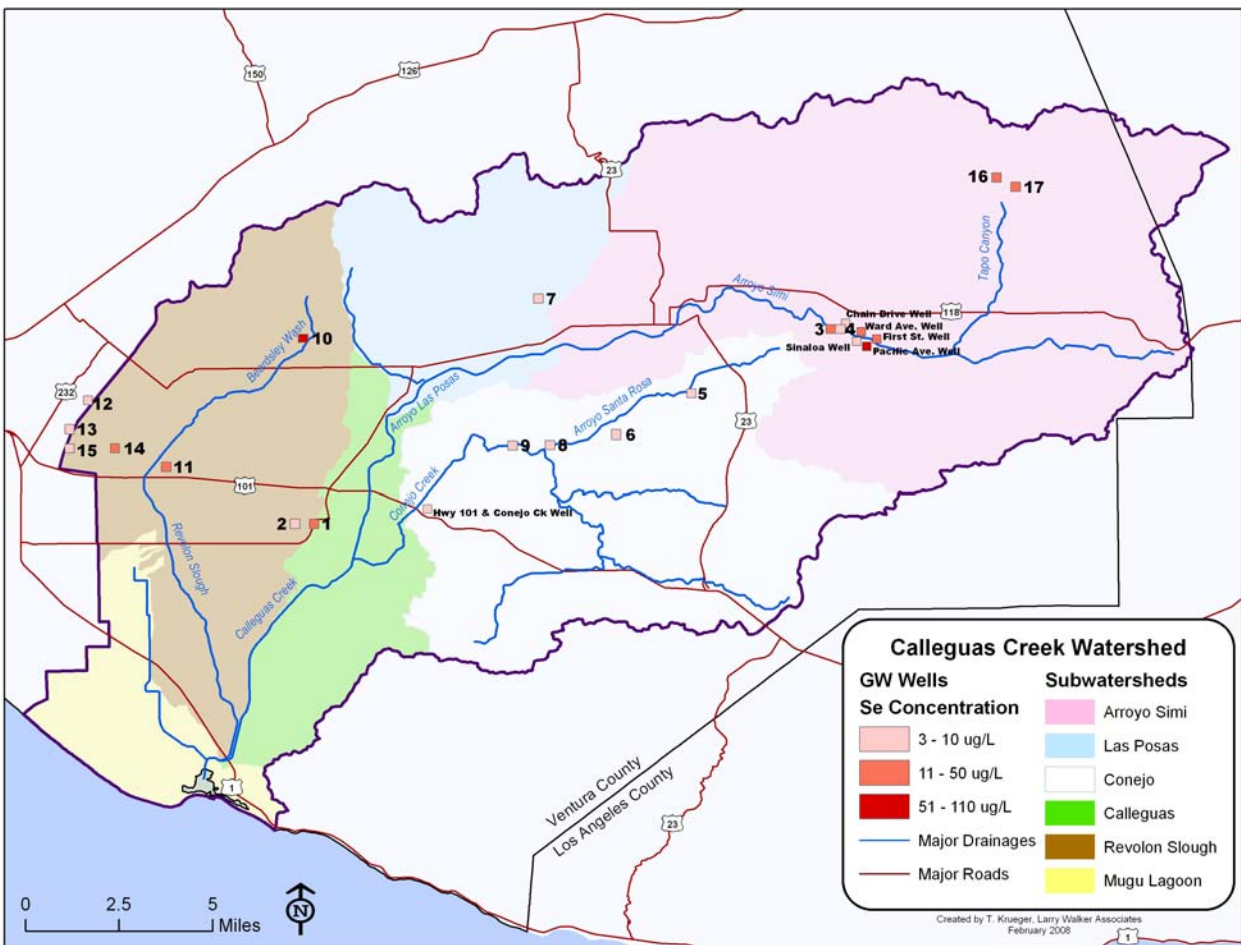 150
126
23
16
17
Tapo Canyon
7
Arroyo Simi
118
Chain Drive Well
3
4
Ward Ave. Well
First St. Well
Sinaloa Well
Pacific Ave. Well
Beardsley Wash
10
232
12
13
15
14
11
Arroyo Las Posas
Arroyo Santa Rosa
5
6
23
9
8
101
Conejo Creek
Hwy 101 & Conejo Ck Well
2
1
Revolon Slough
Calleguas Creek
1
Ventura County
Los Angeles County
23
Calleguas Creek Watershed
GW Wells
Se Concentration
3 - 10 ug/L
11 - 50 ug/L
51 - 110 ug/L
Major Drainages
Major Roads
Subwatersheds
Arroyo Simi
Las Posas
Conejo
Calleguas
Revolon Slough
Mugu Lagoon
0 2.5 5
Miles
N
Created by T. Krueger, Larry Walker Associates
February 2008
1